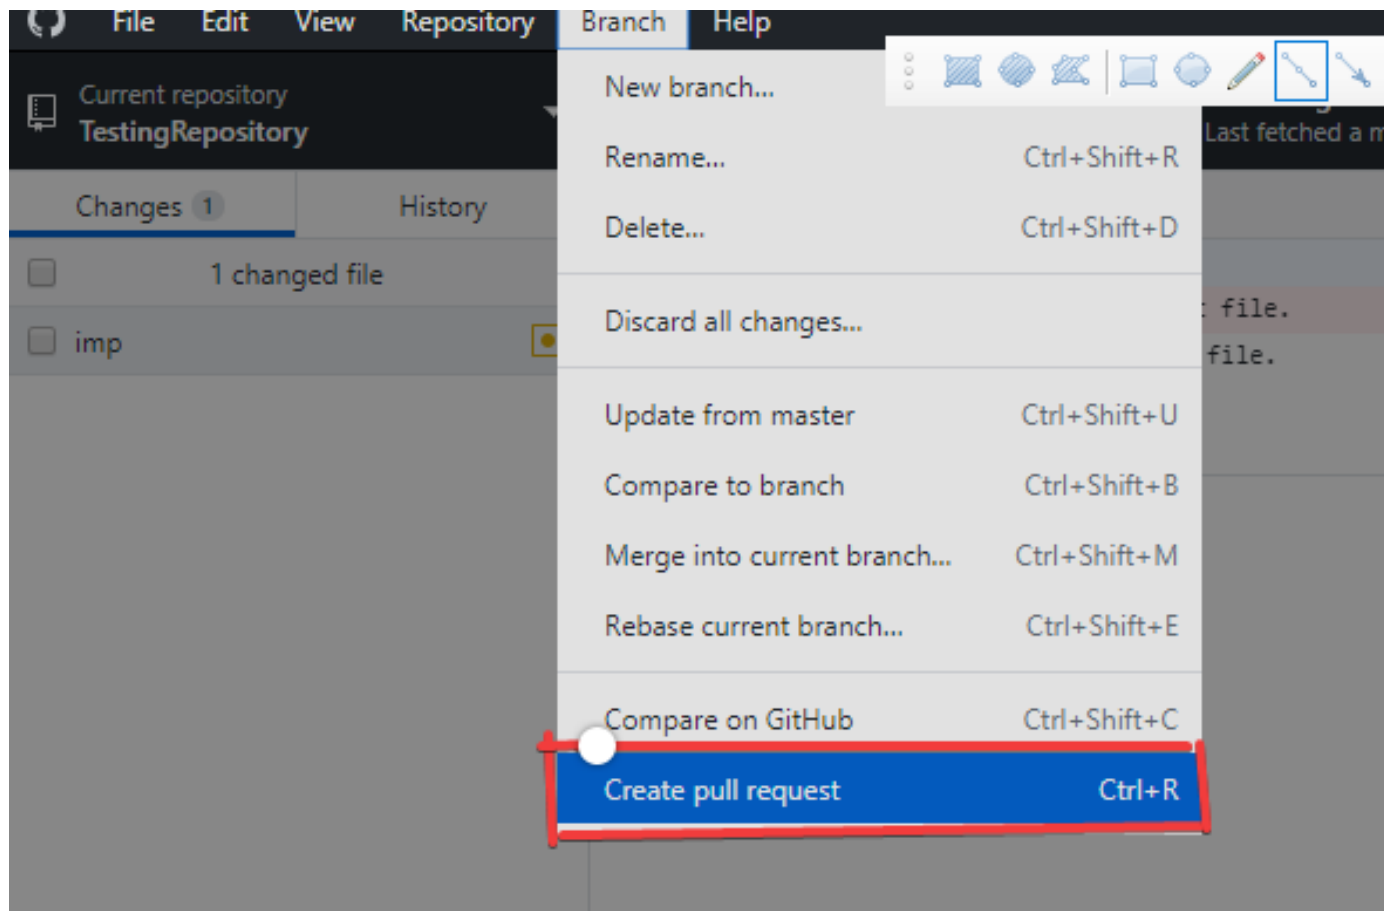 File Edit View Repository Branch Help
Current repository
TestingRepository
Last fetched a
Changes 1 History
1 changed file
imp
New branch...
Rename... Ctrl+Shift+R
Delete... Ctrl+Shift+D
Discard all changes...
Update from master Ctrl+Shift+U
Compare to branch Ctrl+Shift+B
Merge into current branch... Ctrl+Shift+M
Rebase current branch... Ctrl+Shift+E
Compare on GitHub Ctrl+Shift+C
Create pull request Ctrl+R
file.
file.